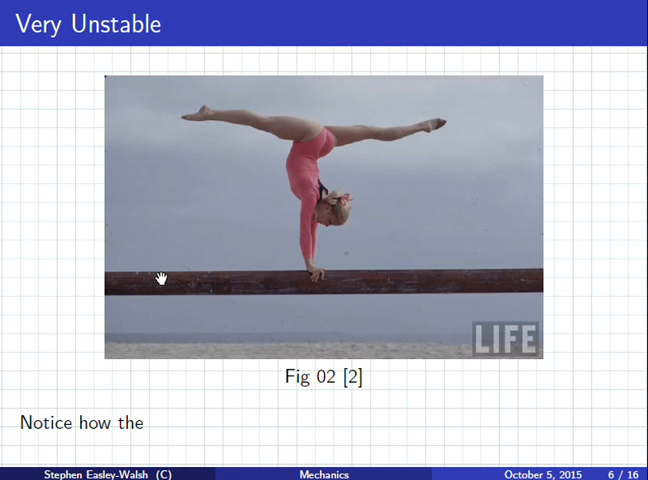 Very Unstable
LIFE
Fig 02 [2]
Notice how the
Stephen Easley-Walsh (C) Mechanics October 5, 2015 6 / 16